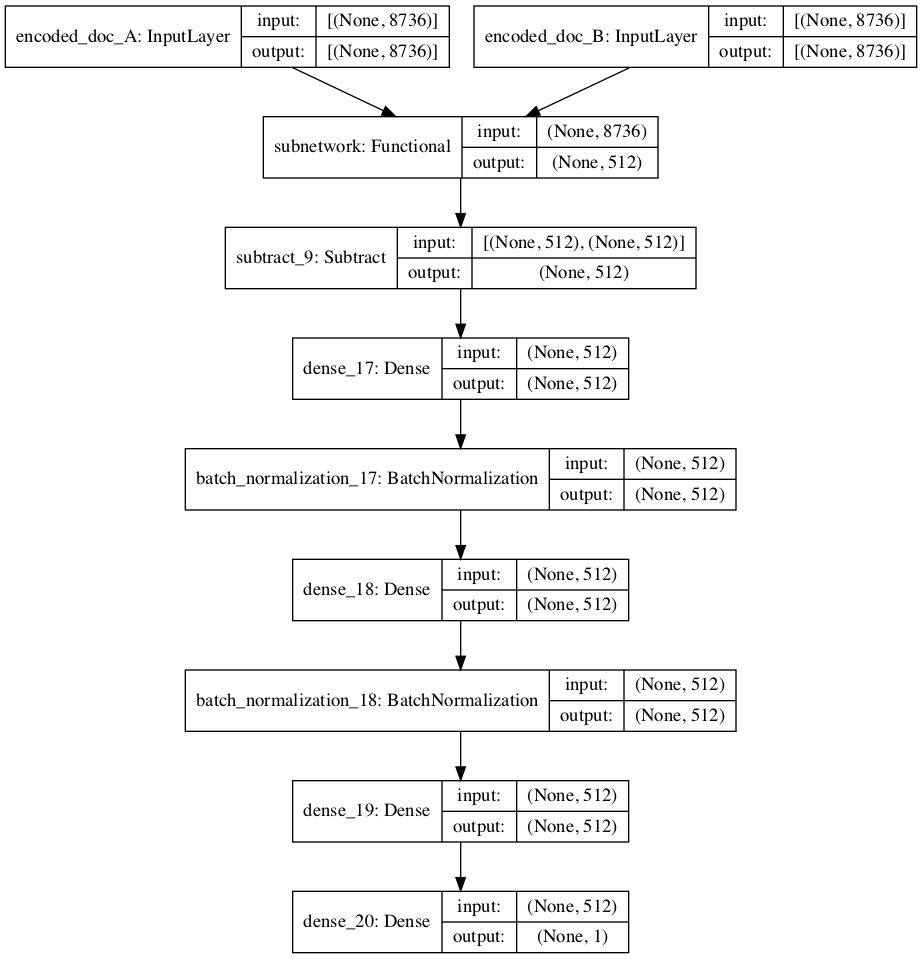 encoded_doc_A: InputLayer
input: [(None, 8736)]
output: [(None, 8736)]
encoded_doc_B: InputLayer
input: [(None, 8736)]
output: [(None, 8736)]
subnetwork: Functional
input: (None, 8736)
output: (None, 512)
subtract_9: Subtract
input: [(None, 512), (None, 512)]
output: (None, 512)
dense_17: Dense
input: (None, 512)
output: (None, 512)
batch_normalization_17: BatchNormalization
input: (None, 512)
output: (None, 512)
dense_18: Dense
input: (None, 512)
output: (None, 512)
batch_normalization_18: BatchNormalization
input: (None, 512)
output: (None, 512)
dense_19: Dense
input: (None, 512)
output: (None, 512)
dense_20: Dense
input: (None, 512)
output: (None, 1)